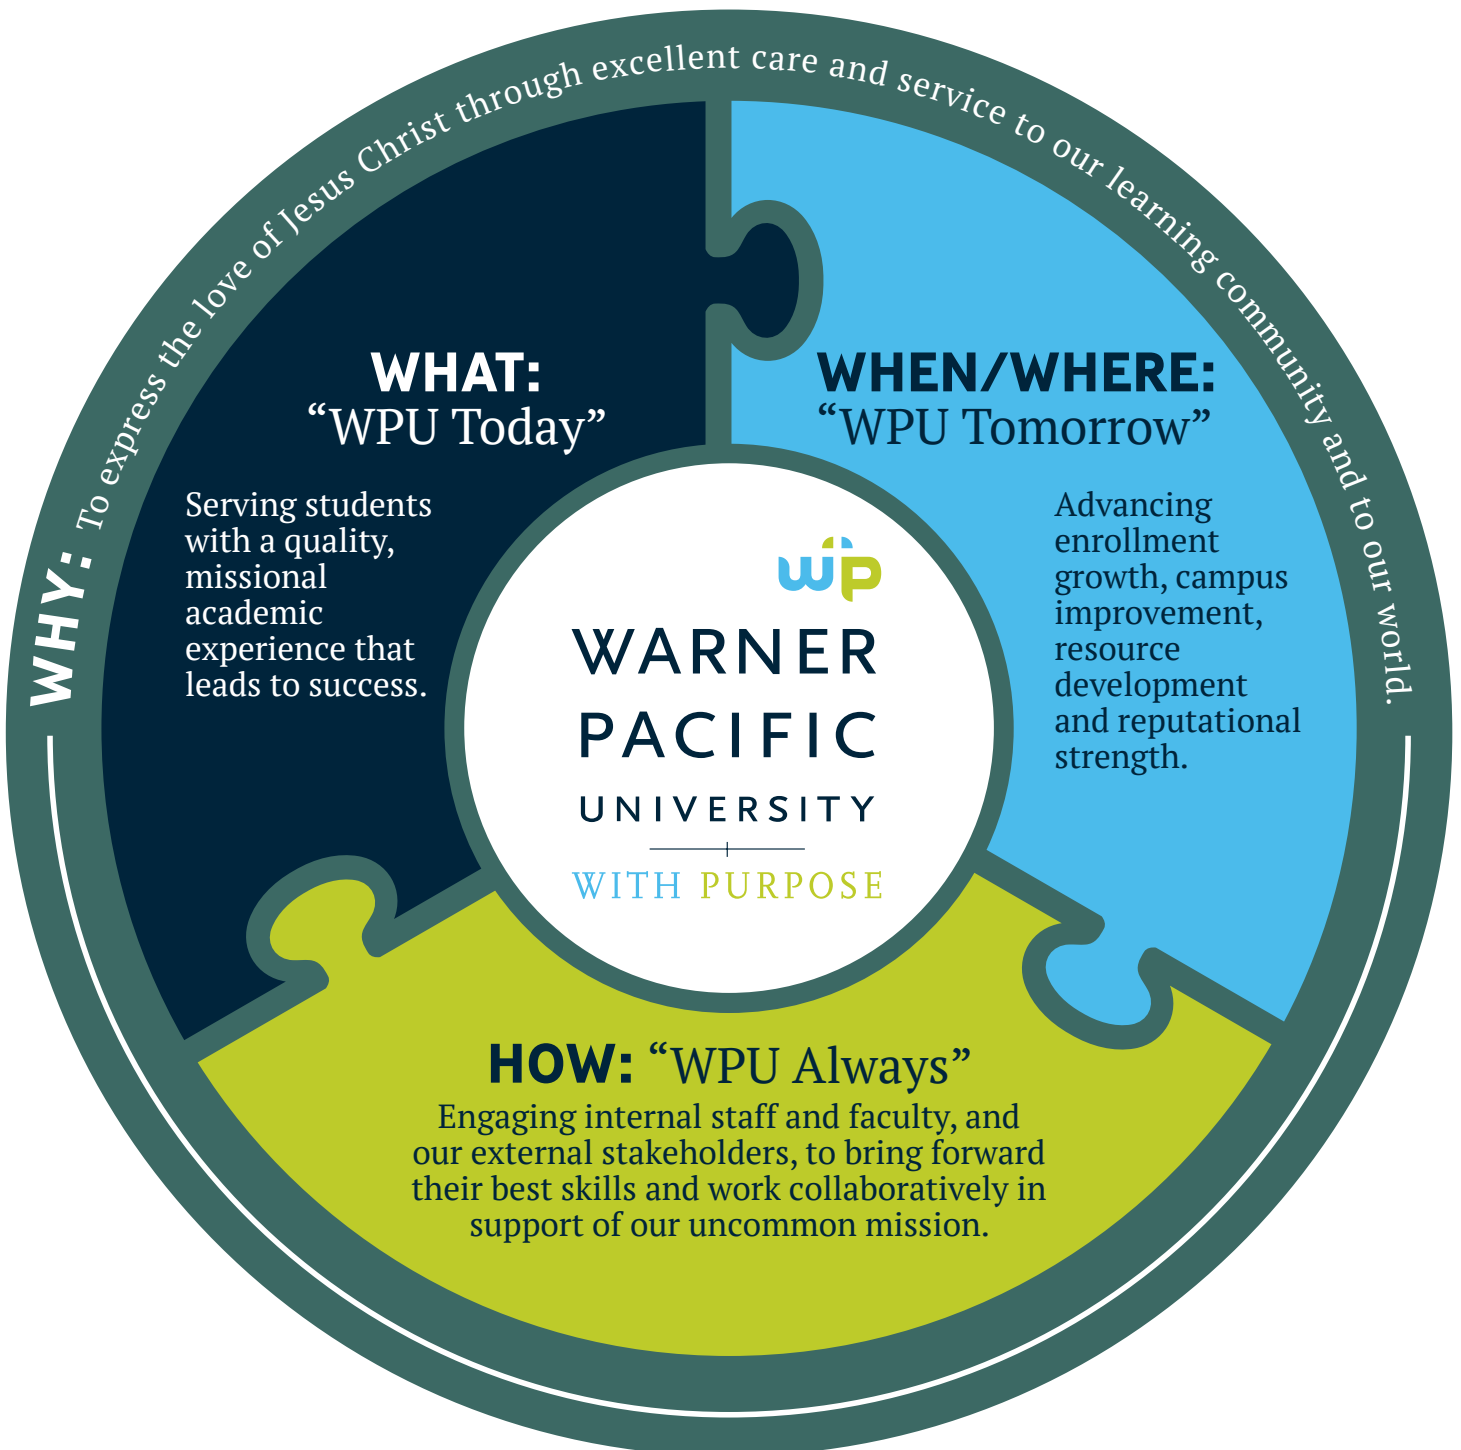 WHY: To express the love of Jesus Christ through excellent care and service to our learning community and to our world.
WHAT:
“WPU Today”
Serving students
with a quality,
missional
academic
experience that
leads to success.
WHEN/WHERE:
“WPU Tomorrow”
Advancing
enrollment
growth, campus
improvement,
resource
development
and reputational
strength.
wp
WARNER
PACIFIC
UNIVERSITY
WITH PURPOSE
HOW: “WPU Always”
Engaging internal staff and faculty, and
our external stakeholders, to bring forward
their best skills and work collaboratively in
support of our uncommon mission.